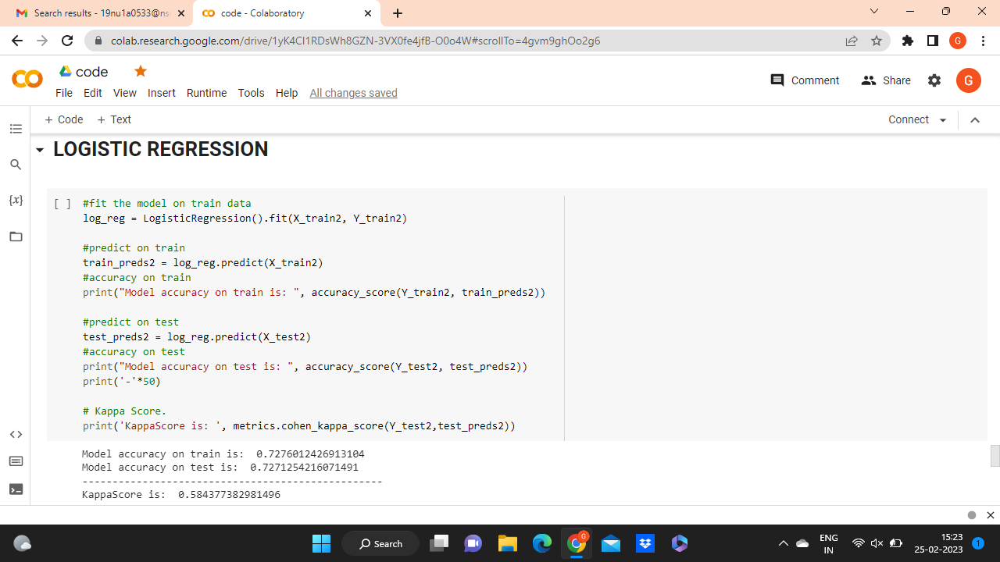 Search results - 19nu1a0533@ns
code - Colaboratory
colab.research.google.com/drive/1yK4CI1RDsWh8GZN-3VX0fe4jfB-O0o4W#scrollTo=4gvm9ghOo2g6
G
code
File Edit View Insert Runtime Tools Help All changes saved
Comment Share G
+ Code + Text
Connect
LOGISTIC REGRESSION
{x}
[ ] #fit the model on train data
log_reg = LogisticRegression().fit(X_train2, Y_train2)
#predict on train
train_preds2 = log_reg.predict(X_train2)
#accuracy on train
print("Model accuracy on train is: ", accuracy_score(Y_train2, train_preds2))
#predict on test
test_preds2 = log_reg.predict(X_test2)
#accuracy on test
print("Model accuracy on test is: ", accuracy_score(Y_test2, test_preds2))
print('-'*50)
# Kappa Score.
print('KappaScore is: ', metrics.cohen_kappa_score(Y_test2,test_preds2))
Model accuracy on train is:  0.7276012426913104
Model accuracy on test is:  0.7271254216071491
--------------------------------------------------
KappaScore is:  0.584377382981496
Search
G
ENG
IN
15:23
25-02-2023
1